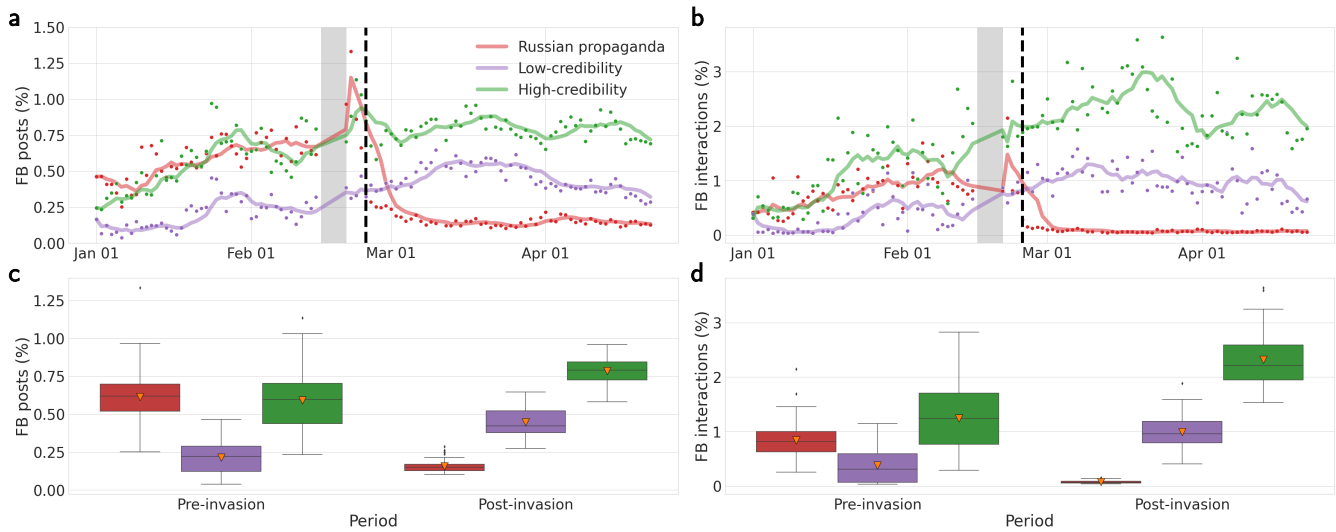 a
FB posts (%)
1.50
1.25
1.00
0.75
0.50
0.25
0.00
Jan 01
Feb 01
Mar 01
Apr 01
Russian propaganda
Low-credibility
High-credibility
b
FB interactions (%)
3
2
1
0
Jan 01
Feb 01
Mar 01
Apr 01
c
FB posts (%)
1.25
1.00
0.75
0.50
0.25
0.00
Pre-invasion
Post-invasion
Period
d
FB interactions (%)
3
2
1
0
Pre-invasion
Post-invasion
Period